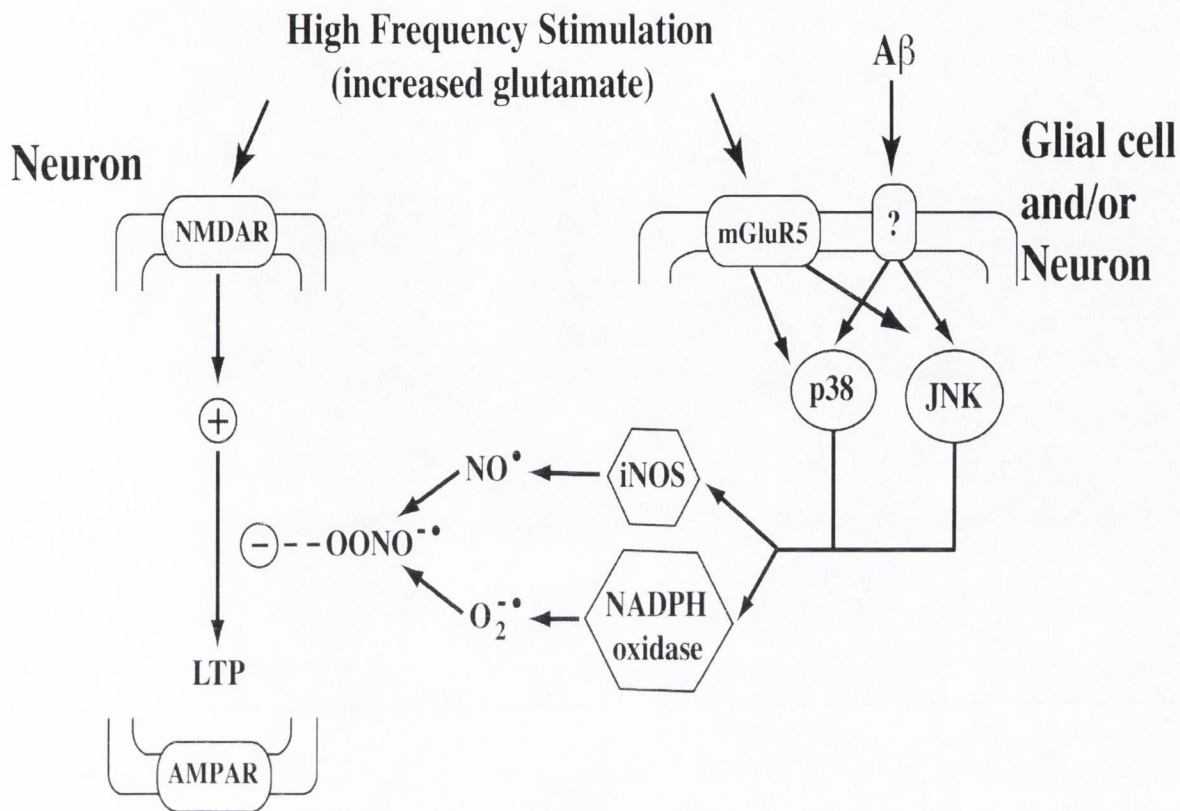 High Frequency Stimulation
(increased glutamate)
Aβ
Neuron
Glial cell
and/or
Neuron
NMDAR
mGluR5
?
p38
JNK
+
NO•
iNOS
−
OONO−•
O2−•
NADPH
oxidase
LTP
AMPAR